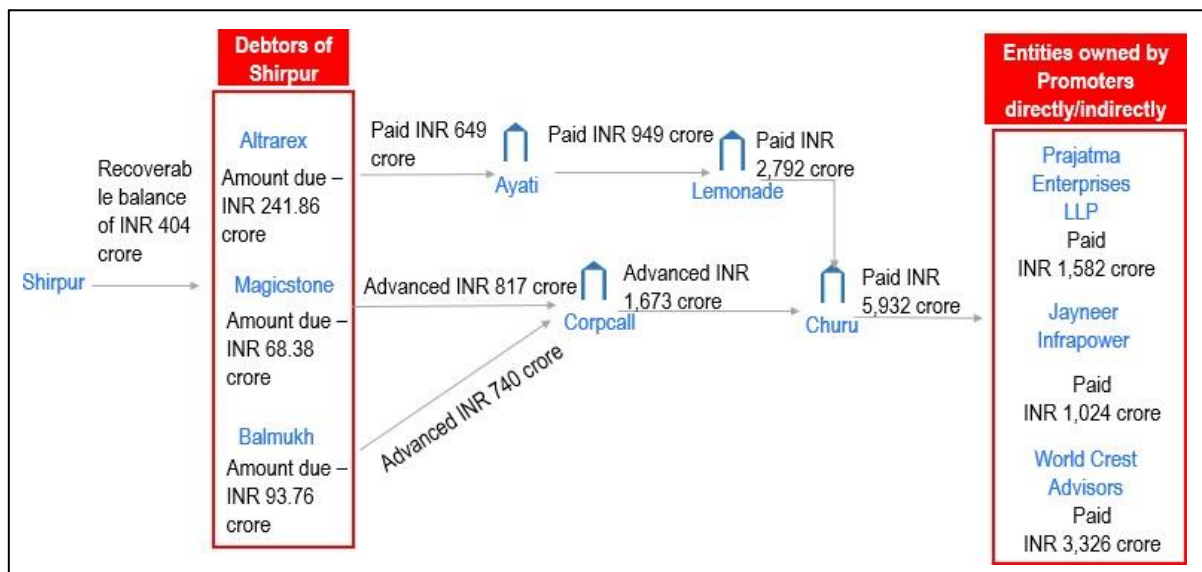 Debtors of
Shirpur
Entities owned by
Promoters
directly/indirectly
Recoverab
le balance
of INR 404
crore
Shirpur
Altrarex
Amount due –
INR 241.86
crore
Magicstone
Amount due –
INR 68.38
crore
Balmukh
Amount due –
INR 93.76
crore
Paid INR 649
crore
Ayati
Paid INR 949 crore
Lemonade
Paid INR
2,792 crore
Advanced INR 817 crore
Corpcall
Advanced INR
1,673 crore
Churu
Paid INR
5,932 crore
Advanced INR 740 crore
Prajatma
Enterprises
LLP
Paid
INR 1,582 crore
Jayneer
Infrapower
Paid
INR 1,024 crore
World Crest
Advisors
Paid
INR 3,326 crore